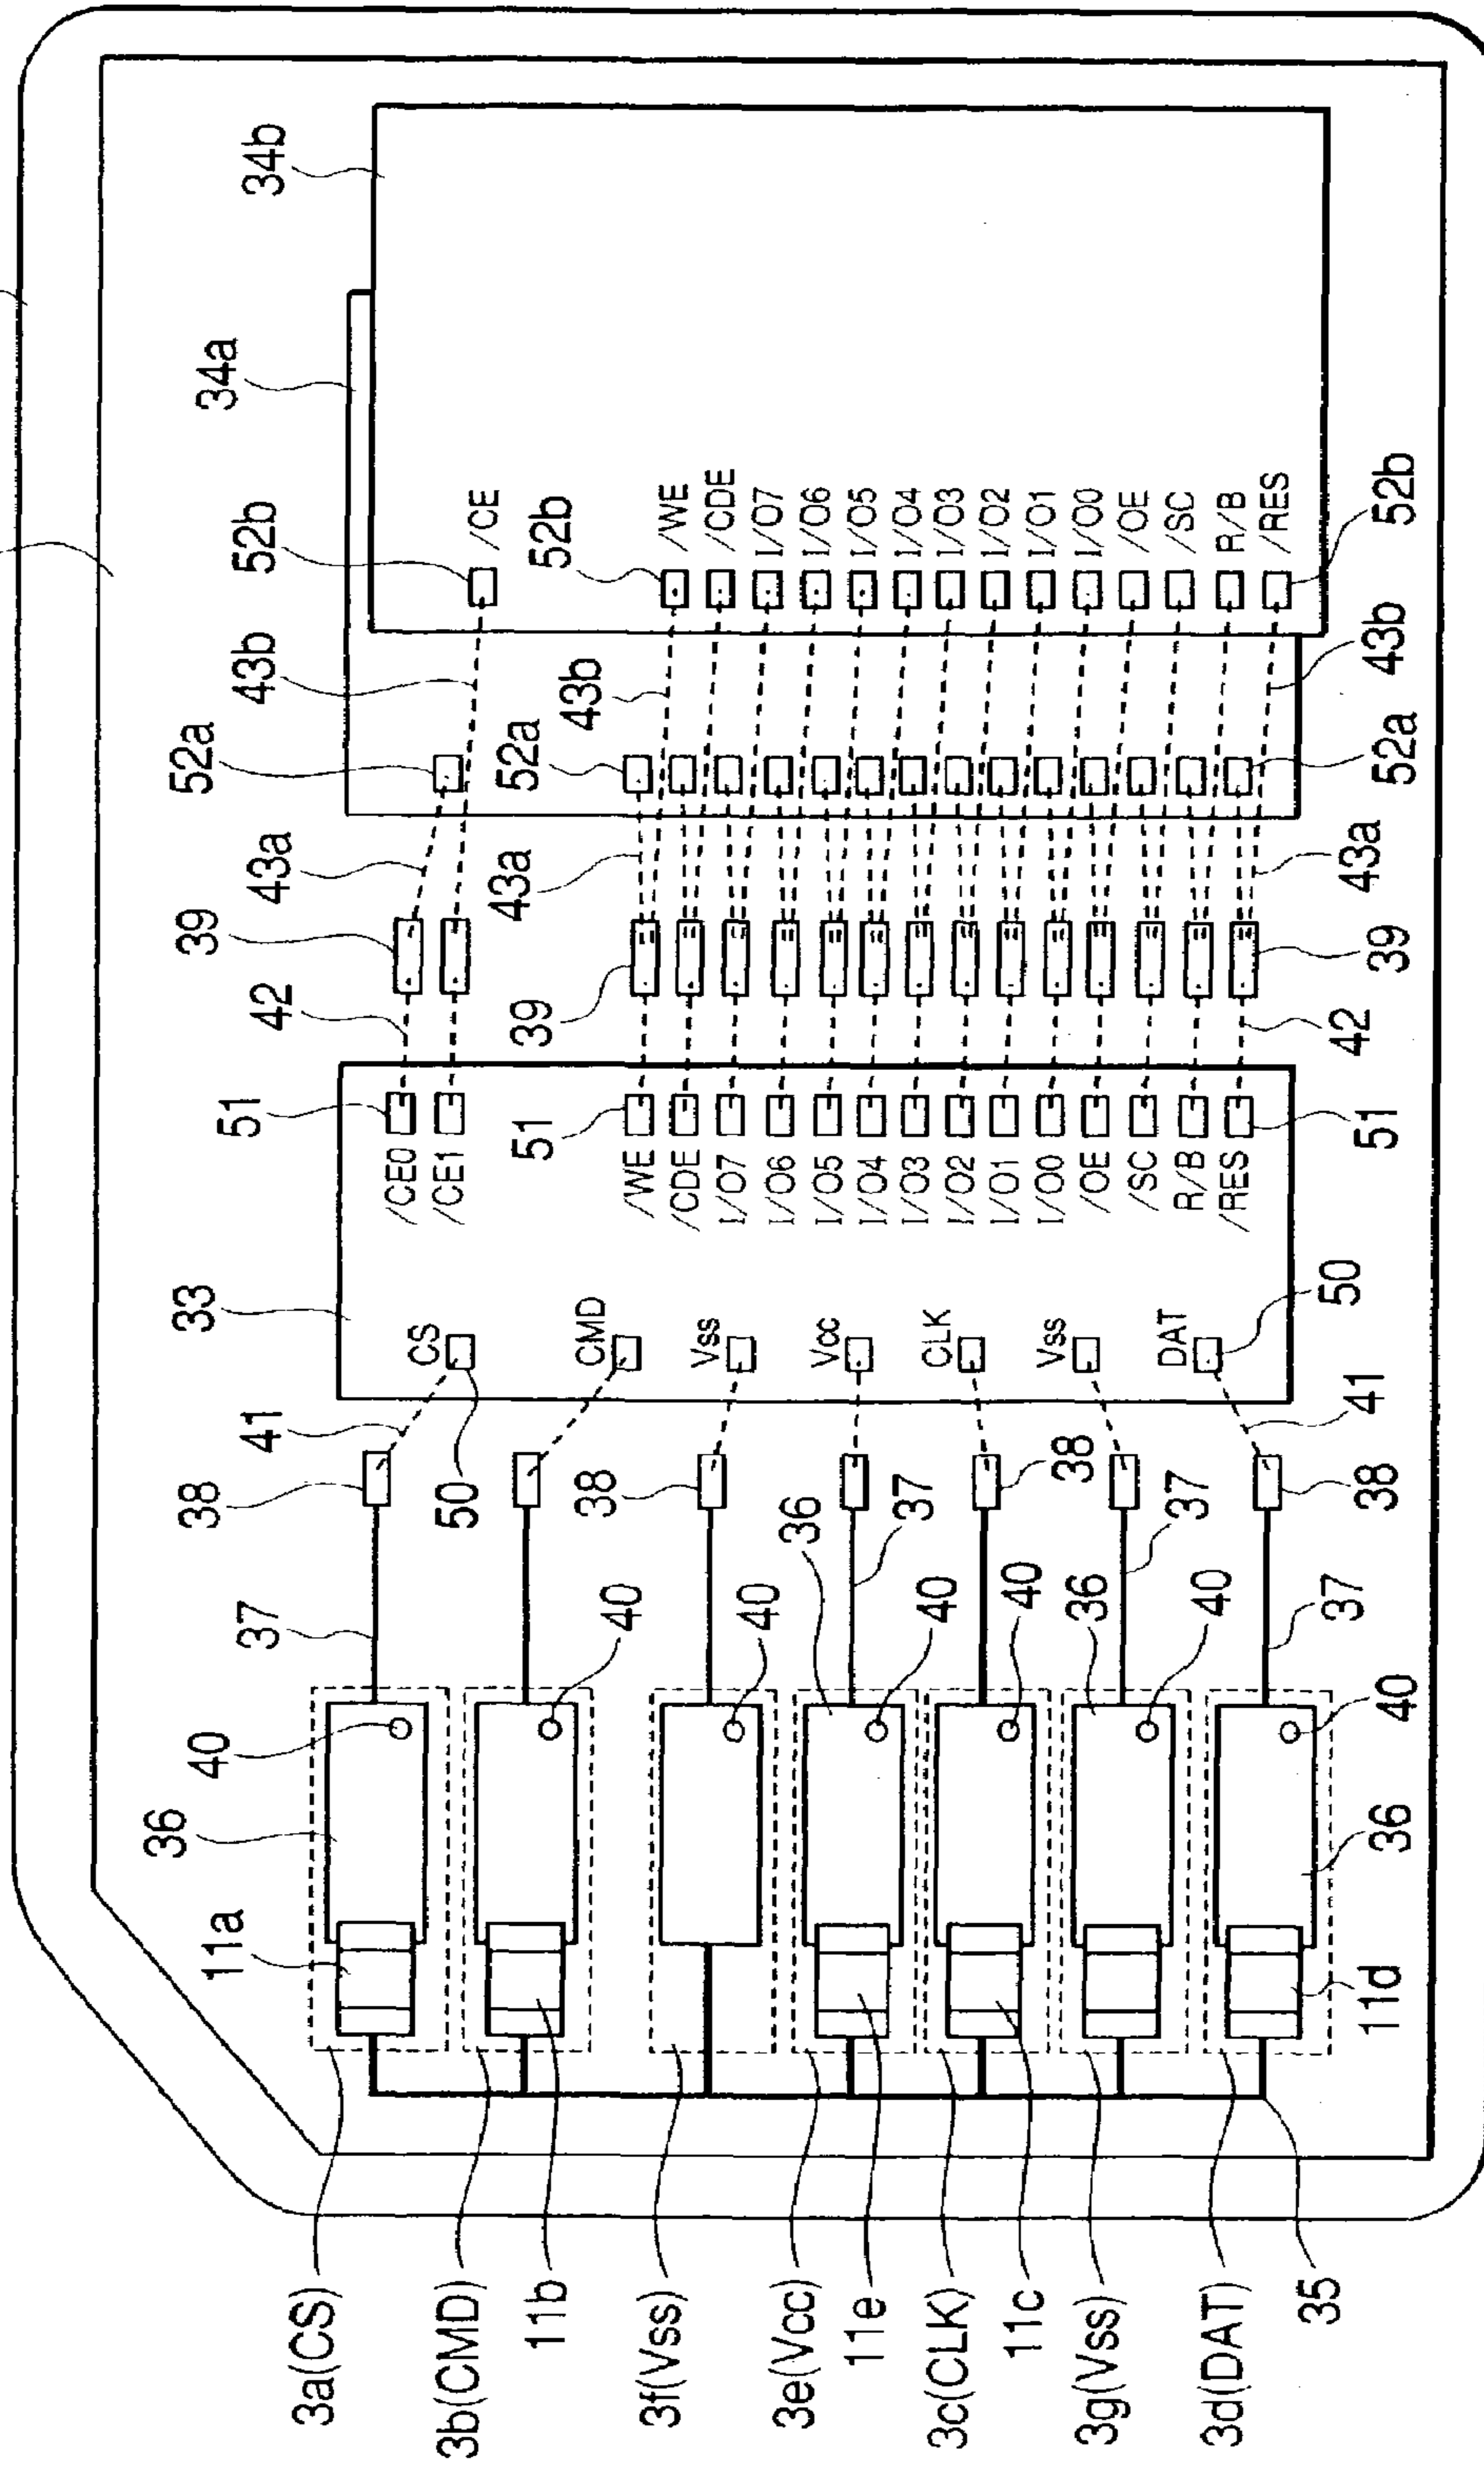 36
38
33
39
52a
40
11a
34a
51
37
41
42
43a
43b
52b
34b
3a(CS)
/CE0
CS
/CE1
50
3b(CMD)
/CE
51
39
43a
52a
11b
52b
CMD
38
43b
40
3f(Vss)
/WE
/WE
/CDE
/CDE
Vss
I/O7
I/O7
40
3e(Vcc)
36
I/O6
I/O6
Vcc
I/O5
I/O5
11e
I/O4
I/O4
37
I/O3
I/O3
40
3c(CLK)
CLK
I/O2
I/O2
I/O1
I/O1
11c
40
I/O0
I/O0
38
Vss
36
3g(Vss)
/OE
/OE
/SC
/SC
DAT
R/B
R/B
37
40
3d(DAT)
/RES
/RES
35
37
50
11d
36
40
38
41
51
42
39
43a
52a
43b
52b